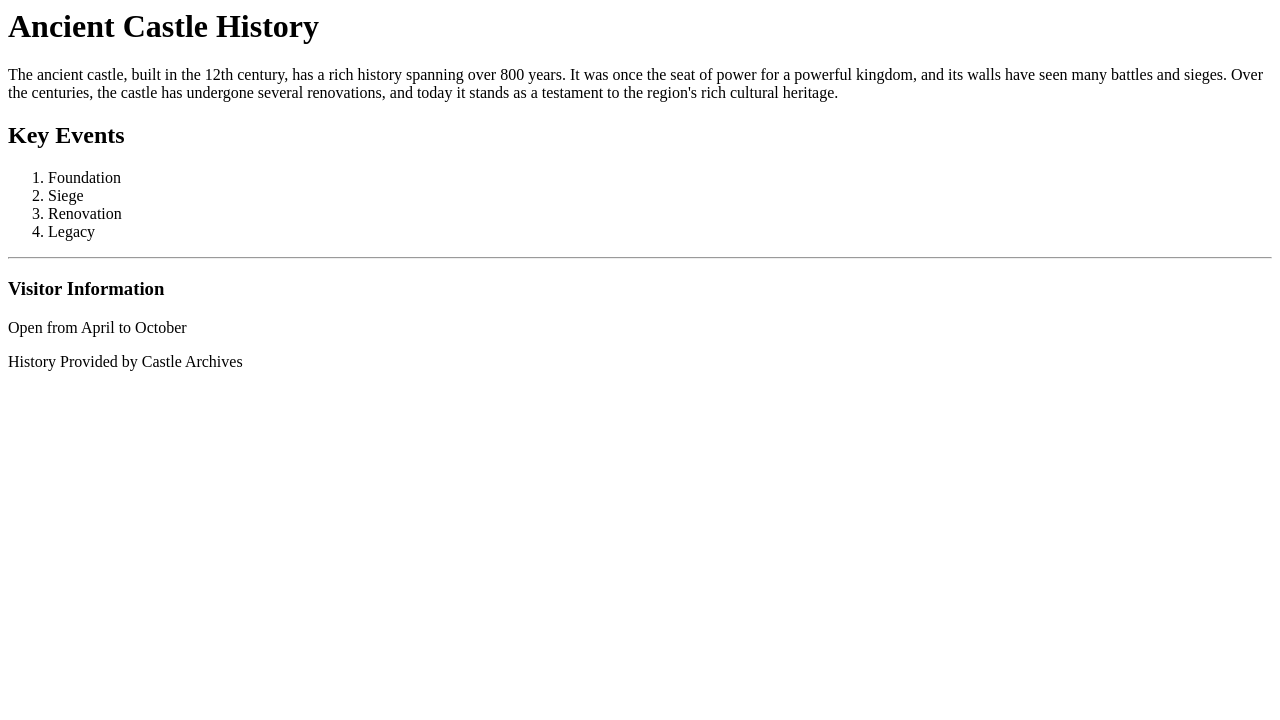 Ancient Castle History
The ancient castle, built in the 12th century, has a rich history spanning over 800 years. It was once the seat of power for a powerful kingdom, and its walls have seen many battles and sieges. Over
the centuries, the castle has undergone several renovations, and today it stands as a testament to the region's rich cultural heritage.
Key Events
1. Foundation
2. Siege
3. Renovation
4. Legacy
Visitor Information
Open from April to October
History Provided by Castle Archives